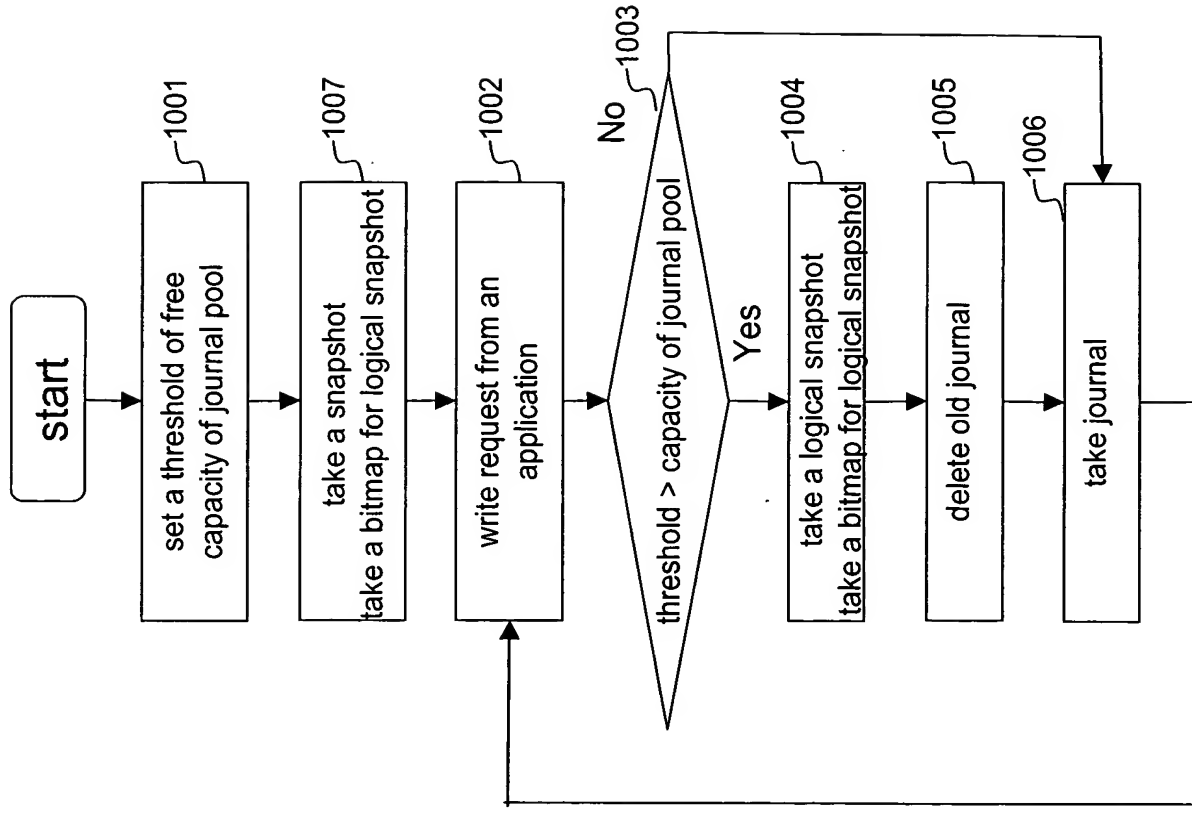 start
set a threshold of free
capacity of journal pool
1001
take a snapshot
take a bitmap for logical snapshot
1007
write request from an
application
1002
threshold > capacity of journal pool
No
1003
Yes
take a logical snapshot
take a bitmap for logical snapshot
1004
delete old journal
1005
take journal
1006